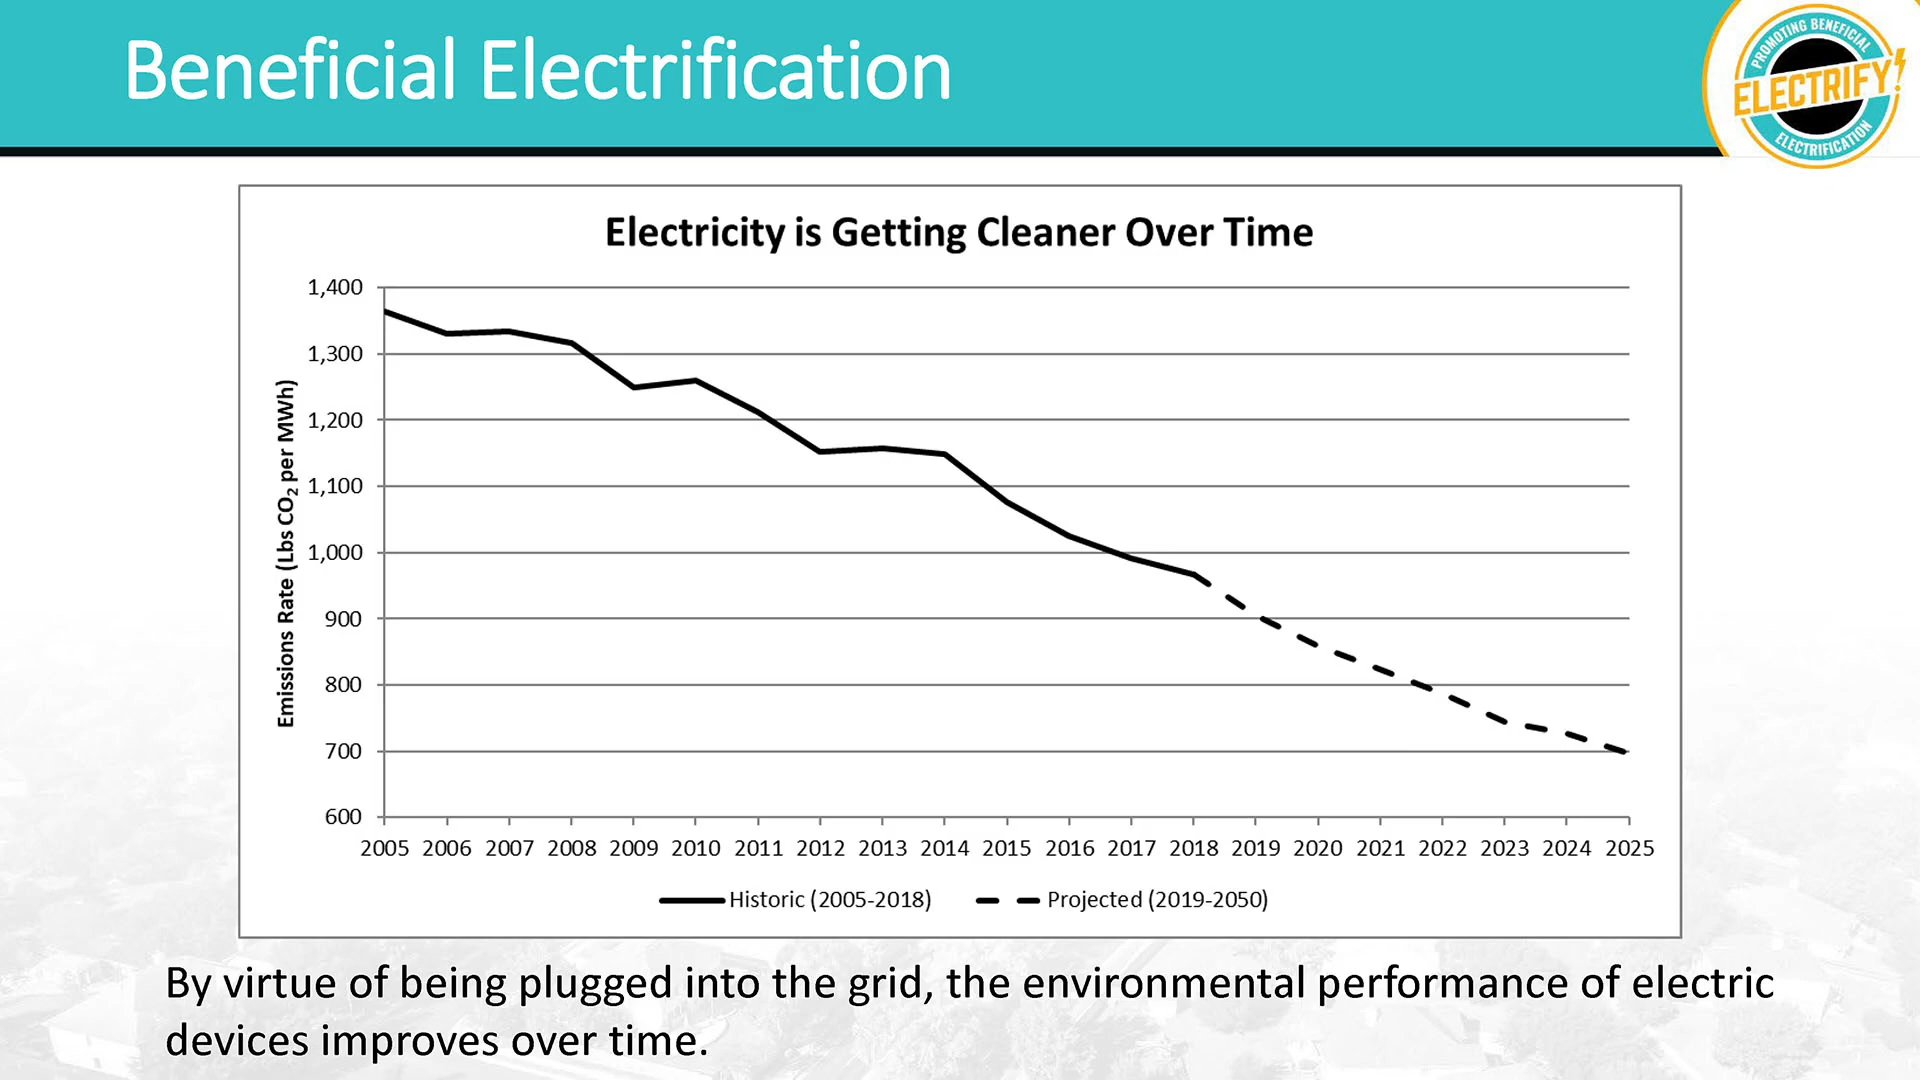 Beneficial Electrification
PROMOTING BENEFICIAL
ELECTRIFY!
ELECTRIFICATION
Electricity is Getting Cleaner Over Time
Emissions Rate (Lbs CO₂ per MWh)
1,400
1,300
1,200
1,100
1,000
900
800
700
600
2005 2006 2007 2008 2009 2010 2011 2012 2013 2014 2015 2016 2017 2018 2019 2020 2021 2022 2023 2024 2025
Historic (2005-2018) Projected (2019-2050)
By virtue of being plugged into the grid, the environmental performance of electric
devices improves over time.